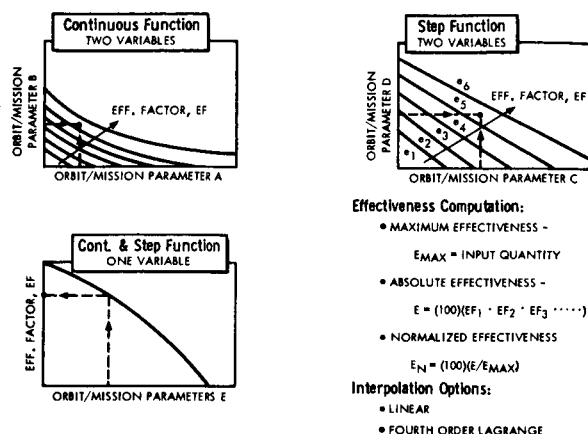 Continuous Function
TWO VARIABLES
ORBIT/MISSION
PARAMETER B
EFF. FACTOR, EF
ORBIT/MISSION PARAMETER A
Step Function
TWO VARIABLES
ORBIT/MISSION
PARAMETER D
e6
e5
e4
e3
e2
e1
EFF. FACTOR, EF
ORBIT/MISSION PARAMETER C
Cont. & Step Function
ONE VARIABLE
EFF. FACTOR, EF
ORBIT/MISSION PARAMETERS E
Effectiveness Computation:
• MAXIMUM EFFECTIVENESS -
EMAX = INPUT QUANTITY
• ABSOLUTE EFFECTIVENESS -
E = (100)(EF1 · EF2 · EF3 ·····)
• NORMALIZED EFFECTIVENESS
EN = (100)(E/EMAX)
Interpolation Options:
• LINEAR
• FOURTH ORDER LAGRANGE